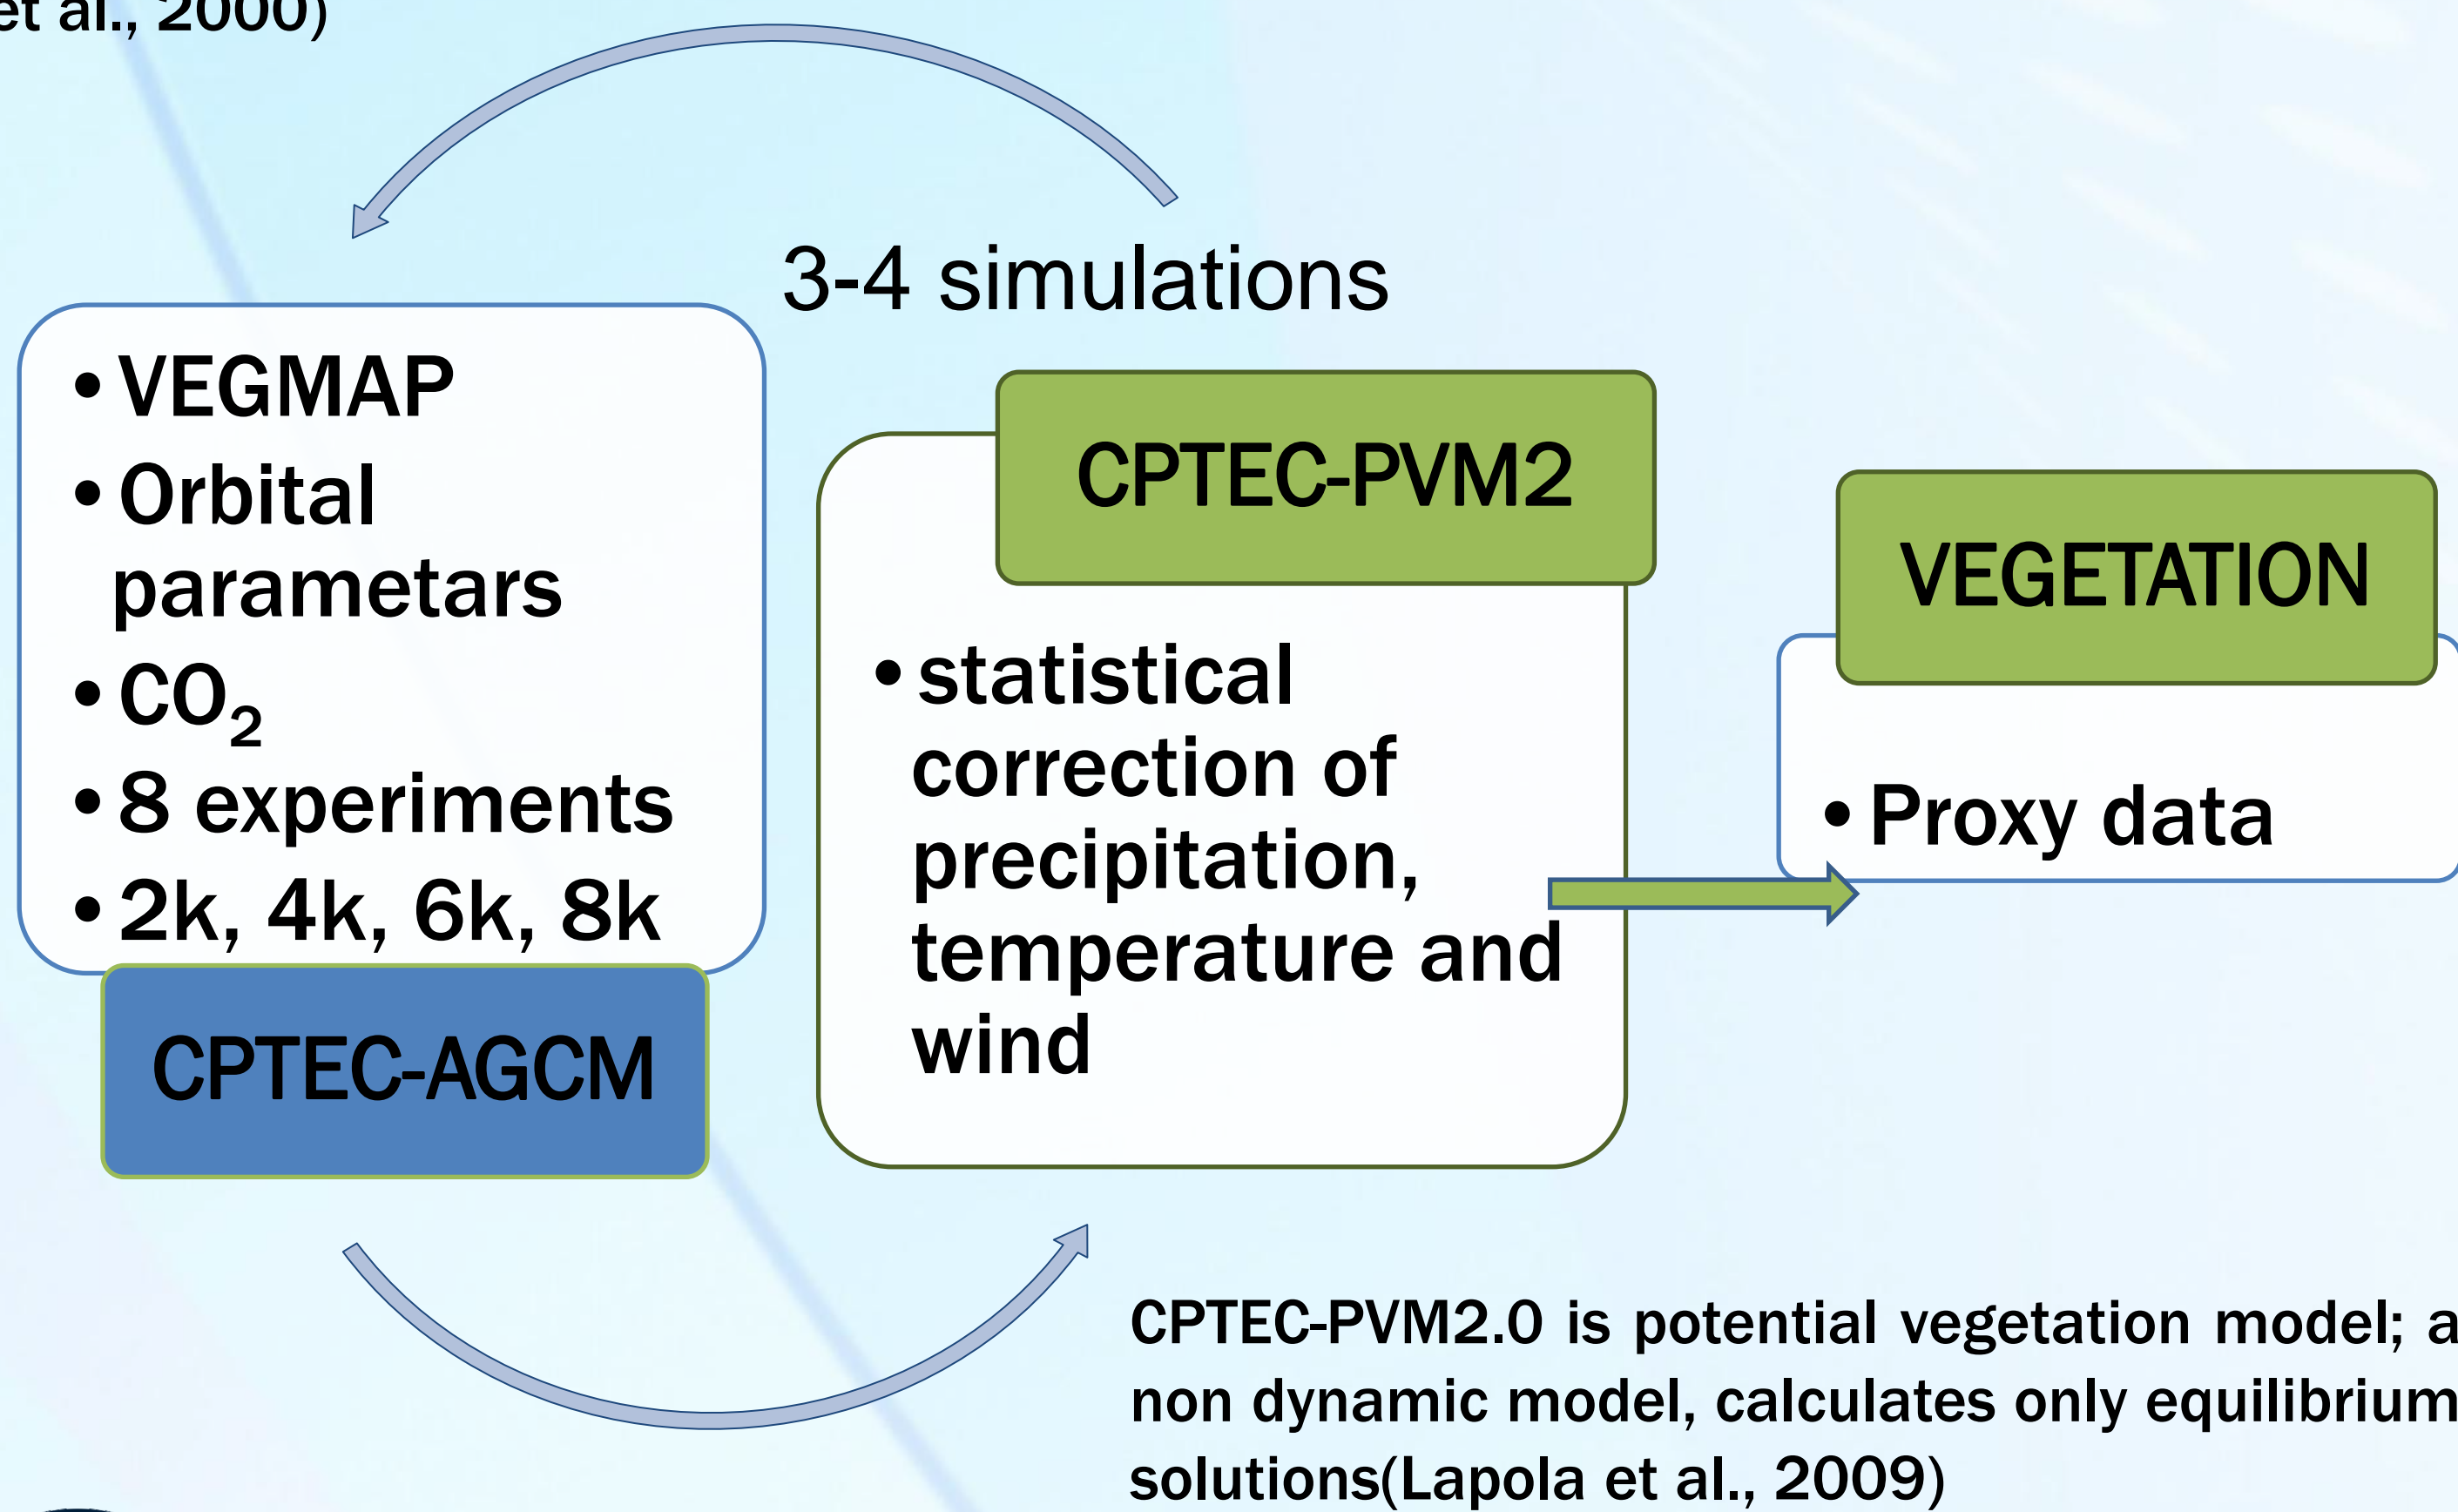 et al., 2000)
3-4 simulations
• VEGMAP
• Orbital
parametars
• CO₂
• 8 experiments
• 2k, 4k, 6k, 8k
CPTEC-AGCM
CPTEC-PVM2
• statistical
correction of
precipitation,
temperature and
wind
VEGETATION
• Proxy data
CPTEC-PVM2.0 is potential vegetation model; a
non dynamic model, calculates only equilibrium
solutions(Lapola et al., 2009)